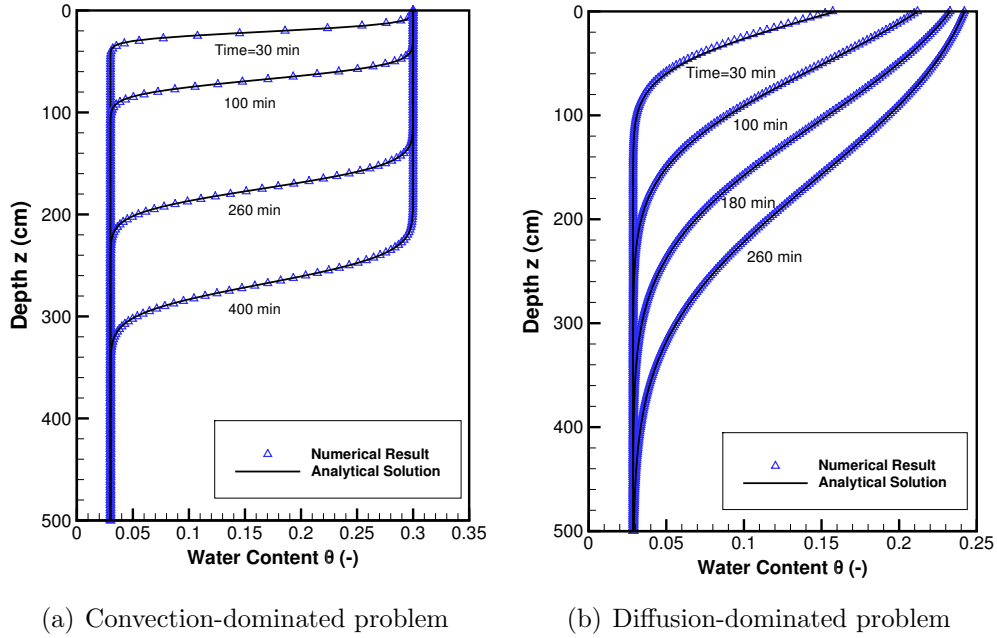 0
100
200
300
400
500
Depth z (cm)
0
0.05
0.1
0.15
0.2
0.25
0.3
0.35
Water Content θ (-)
Time=30 min
100 min
260 min
400 min
Numerical Result
Analytical Solution
(a) Convection-dominated problem
0
100
200
300
400
500
Depth z (cm)
0
0.05
0.1
0.15
0.2
0.25
Water Content θ (-)
Time=30 min
100 min
180 min
260 min
Numerical Result
Analytical Solution
(b) Diffusion-dominated problem